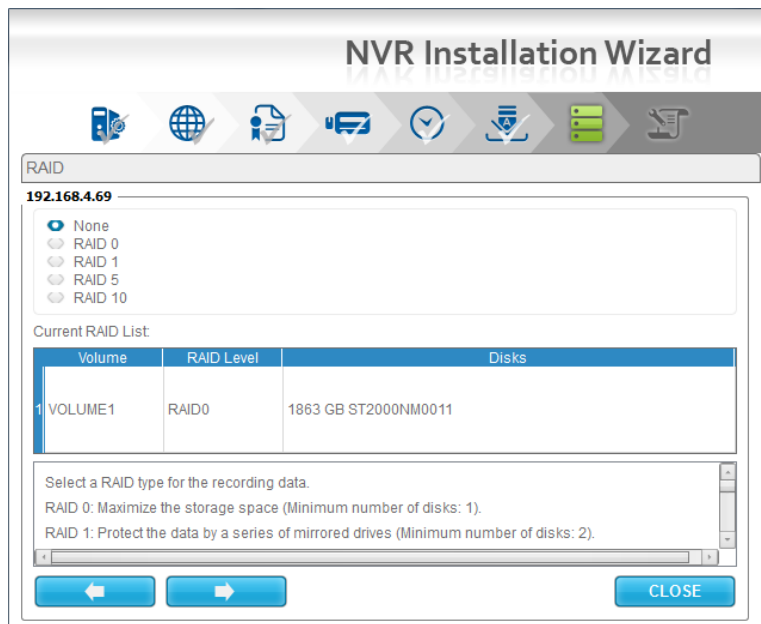 NVR Installation Wizard
RAID
192.168.4.69
None
RAID 0
RAID 1
RAID 5
RAID 10
Current RAID List:
Volume RAID Level Disks
1 VOLUME1 RAID0 1863 GB ST2000NM0011
Select a RAID type for the recording data.
RAID 0: Maximize the storage space (Minimum number of disks: 1).
RAID 1: Protect the data by a series of mirrored drives (Minimum number of disks: 2).
CLOSE